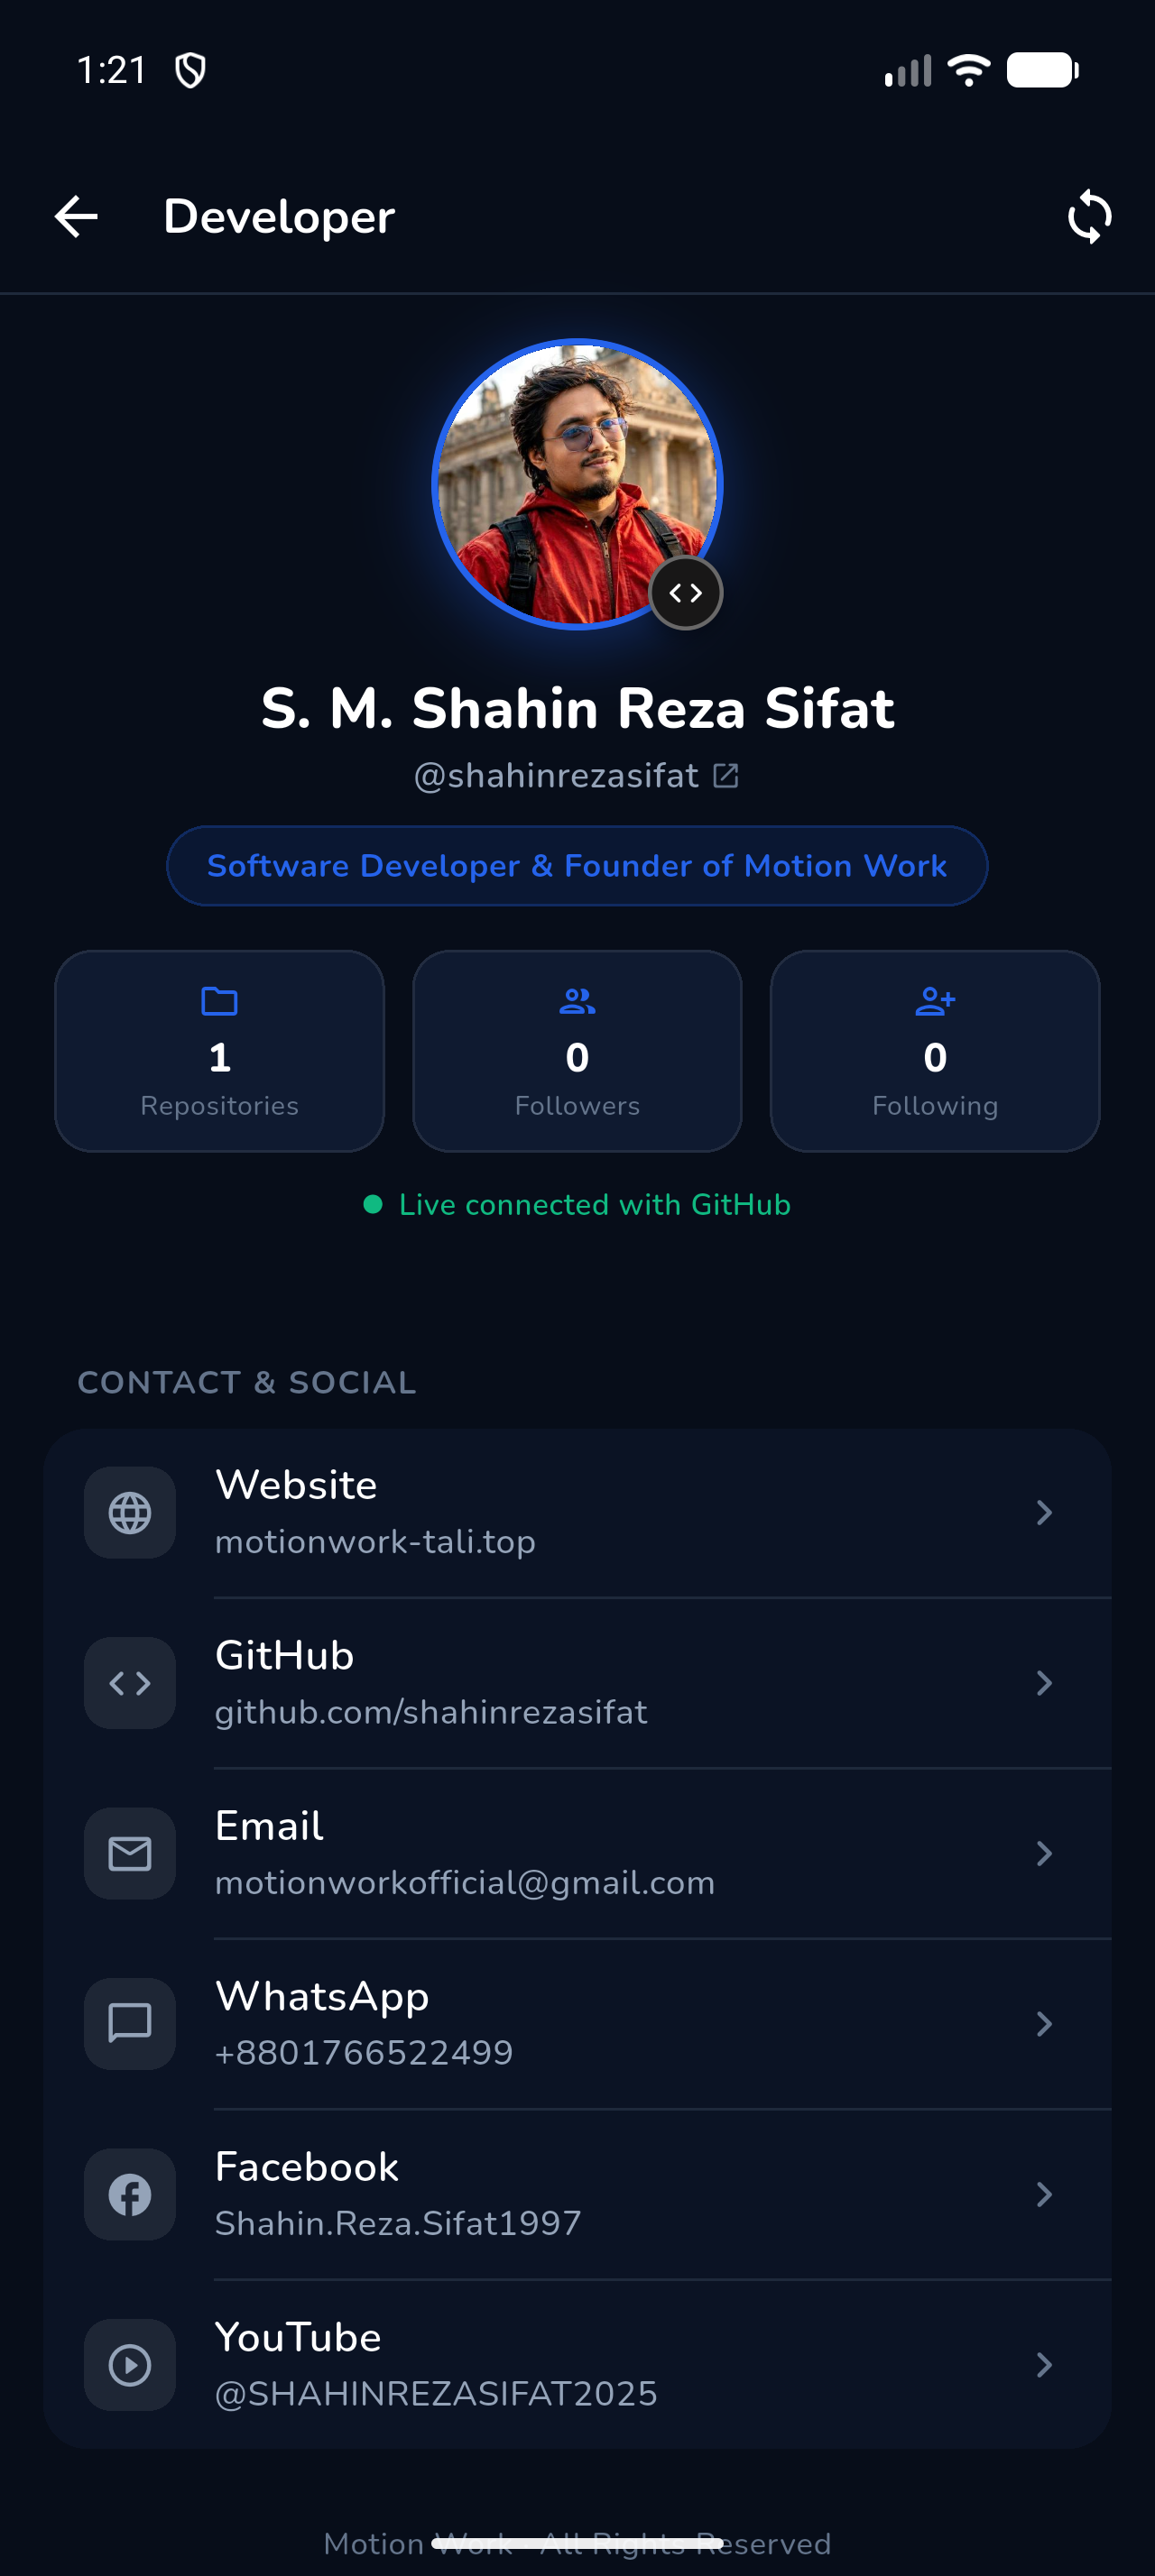 1:21
Developer
S. M. Shahin Reza Sifat
@shahinrezasifat
Software Developer & Founder of Motion Work
1
Repositories
0
Followers
0
Following
Live connected with GitHub
CONTACT & SOCIAL
Website
motionwork-tali.top
GitHub
github.com/shahinrezasifat
Email
motionworkofficial@gmail.com
WhatsApp
+8801766522499
Facebook
Shahin.Reza.Sifat1997
YouTube
@SHAHINREZASIFAT2025
Motion Work · All Rights Reserved